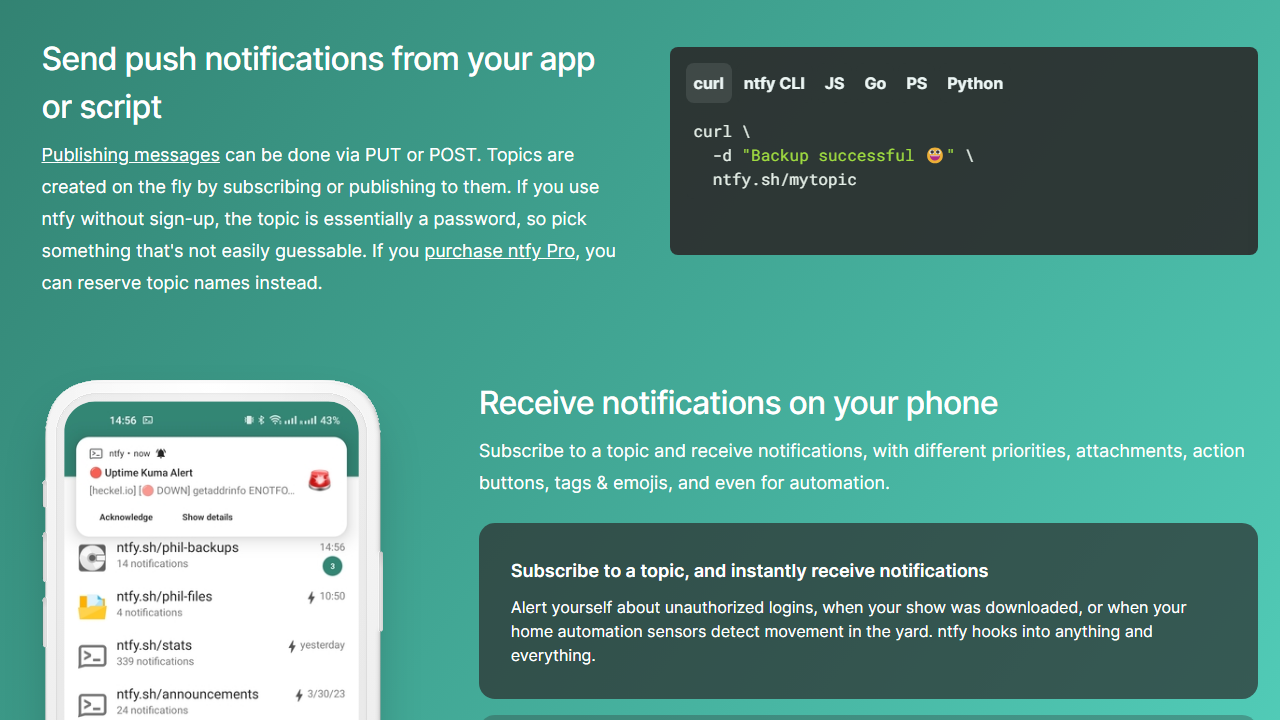 Send push notifications from your app
or script
Publishing messages can be done via PUT or POST. Topics are
created on the fly by subscribing or publishing to them. If you use
ntfy without sign-up, the topic is essentially a password, so pick
something that's not easily guessable. If you purchase ntfy Pro, you
can reserve topic names instead.
curl ntfy CLI JS Go PS Python
curl \
-d "Backup successful 😀" \
ntfy.sh/mytopic
14:56 43%
ntfy • now
🔴 Uptime Kuma Alert
[heckel.io] [🔴 DOWN] getaddrinfo ENOTFO...
Acknowledge Show details
ntfy.sh/phil-backups 14:56
14 notifications 3
ntfy.sh/phil-files 10:50
4 notifications
ntfy.sh/stats yesterday
339 notifications
ntfy.sh/announcements 3/30/23
24 notifications
Receive notifications on your phone
Subscribe to a topic and receive notifications, with different priorities, attachments, action
buttons, tags & emojis, and even for automation.
Subscribe to a topic, and instantly receive notifications
Alert yourself about unauthorized logins, when your show was downloaded, or when your
home automation sensors detect movement in the yard. ntfy hooks into anything and
everything.